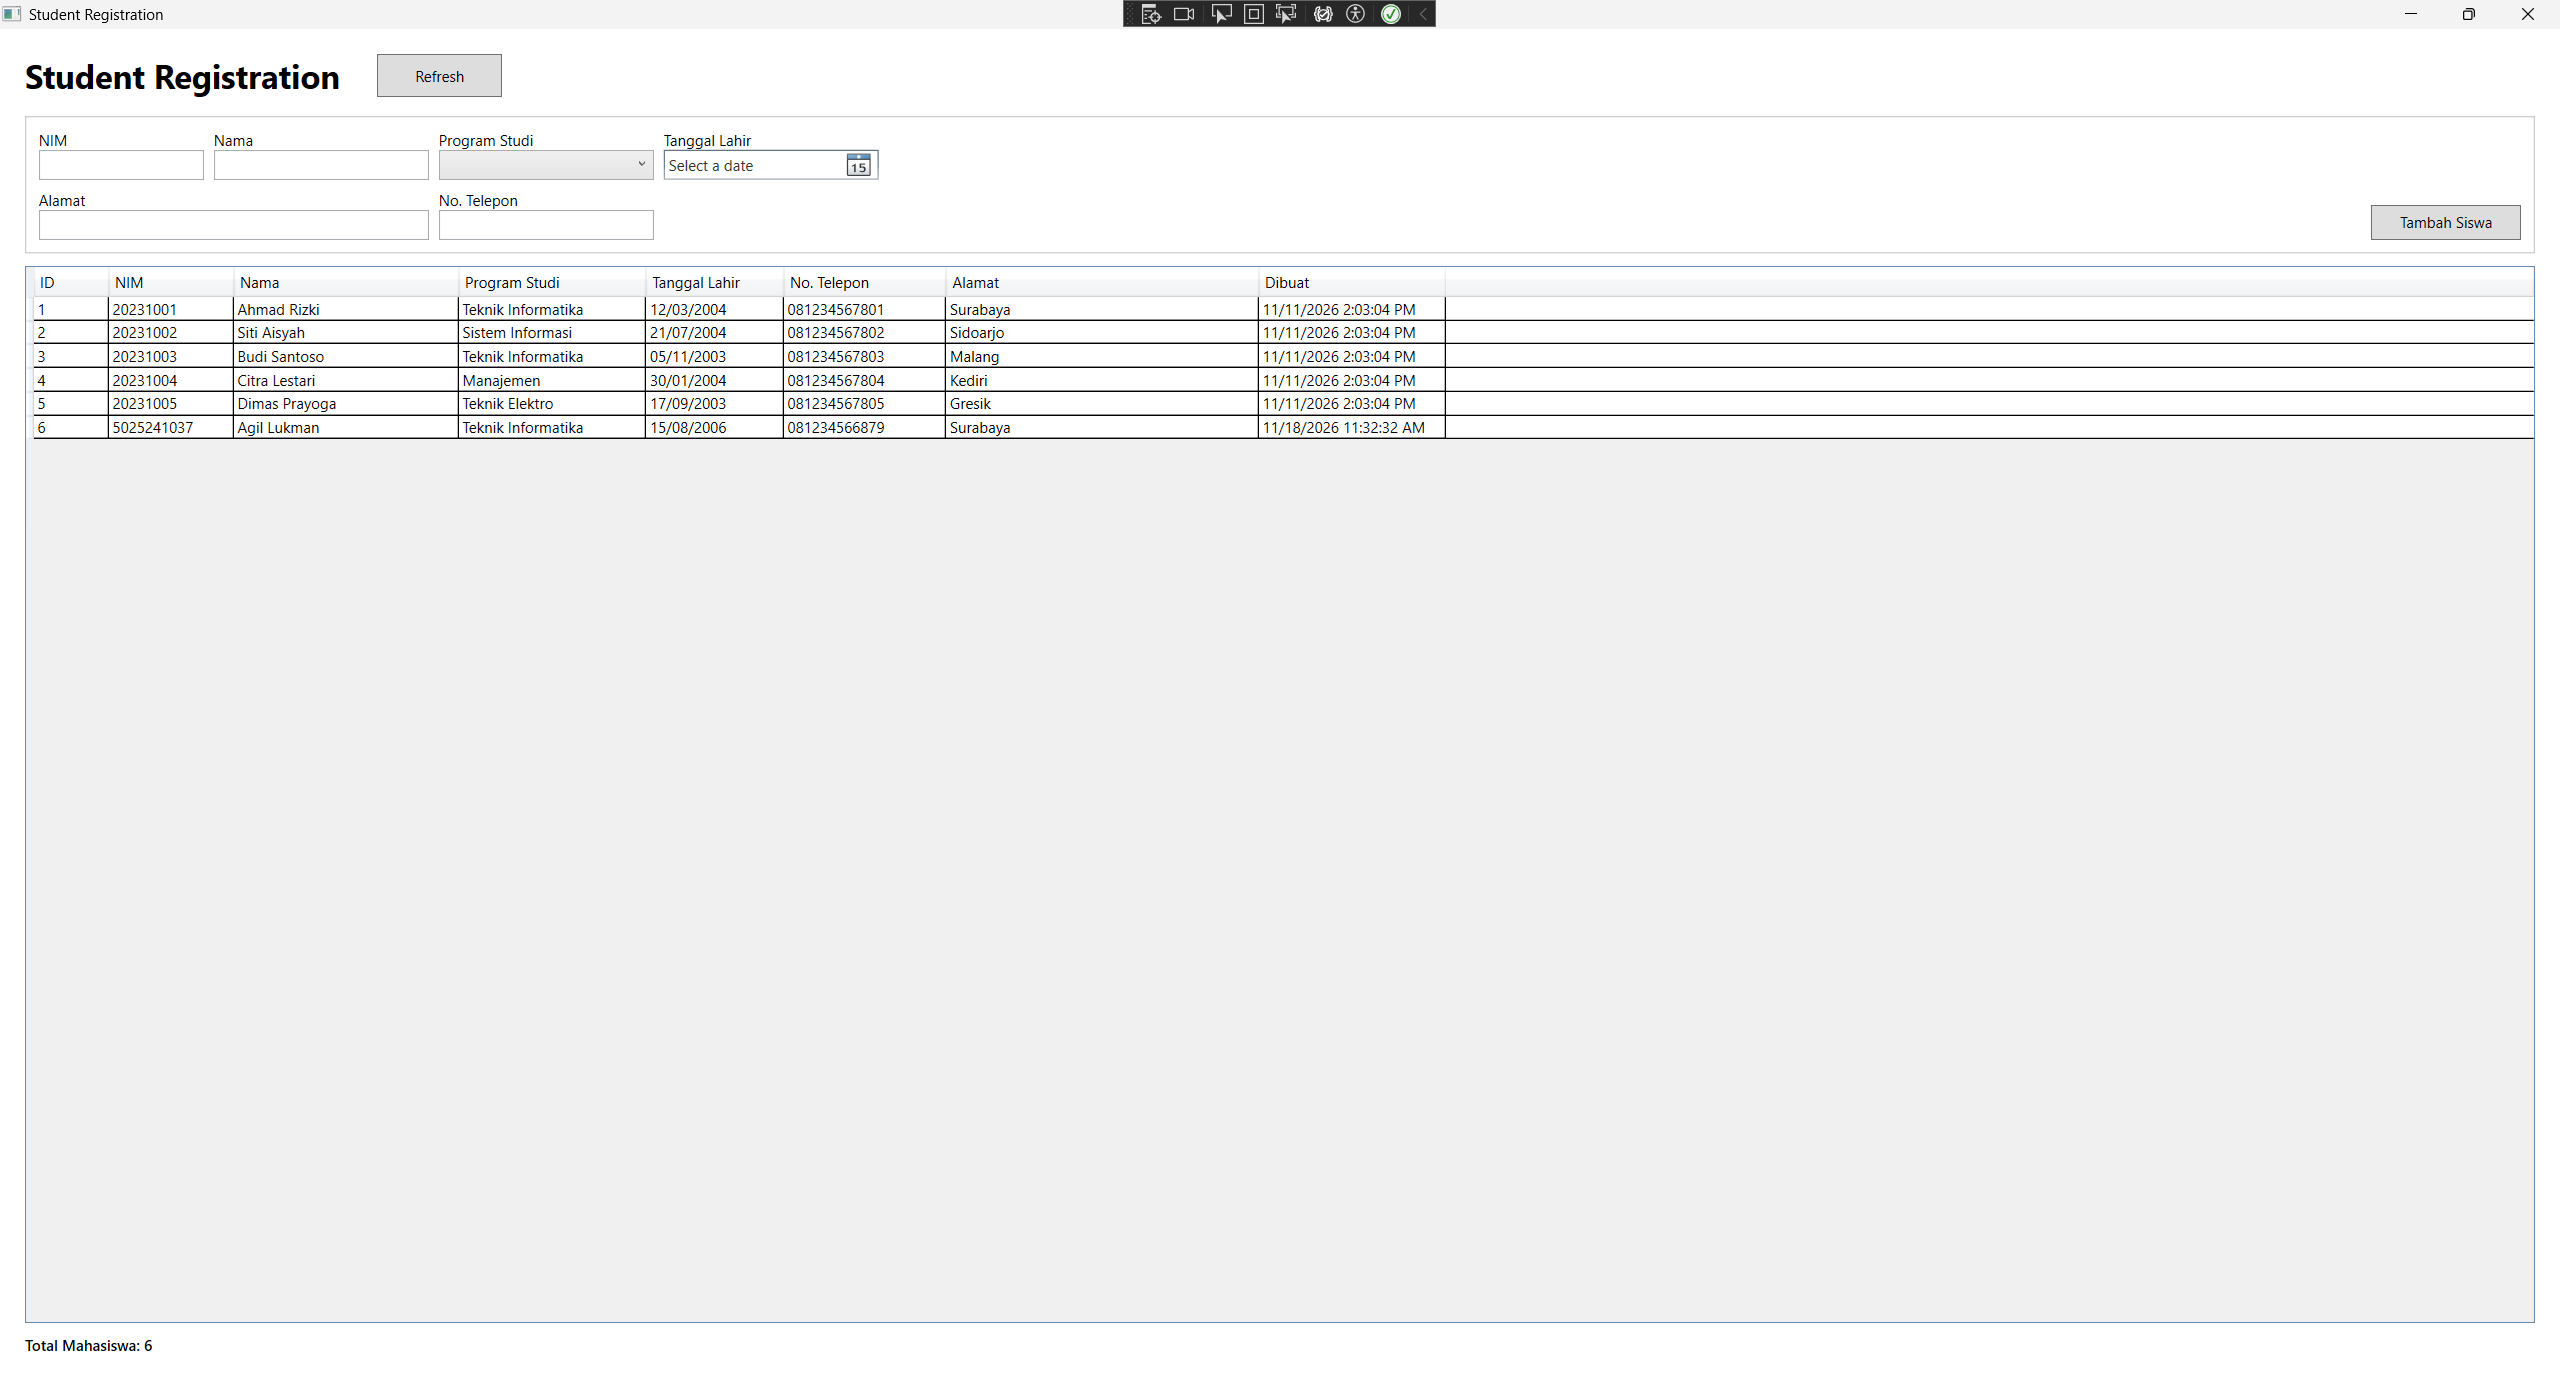 Student Registration
Student Registration Refresh
NIM Nama Program Studi Tanggal Lahir
Select a date 15
Alamat No. Telepon
Tambah Siswa
ID NIM Nama Program Studi Tanggal Lahir No. Telepon Alamat Dibuat
1 20231001 Ahmad Rizki Teknik Informatika 12/03/2004 081234567801 Surabaya 11/11/2026 2:03:04 PM
2 20231002 Siti Aisyah Sistem Informasi 21/07/2004 081234567802 Sidoarjo 11/11/2026 2:03:04 PM
3 20231003 Budi Santoso Teknik Informatika 05/11/2003 081234567803 Malang 11/11/2026 2:03:04 PM
4 20231004 Citra Lestari Manajemen 30/01/2004 081234567804 Kediri 11/11/2026 2:03:04 PM
5 20231005 Dimas Prayoga Teknik Elektro 17/09/2003 081234567805 Gresik 11/11/2026 2:03:04 PM
6 5025241037 Agil Lukman Teknik Informatika 15/08/2006 081234566879 Surabaya 11/18/2026 11:32:32 AM
Total Mahasiswa: 6